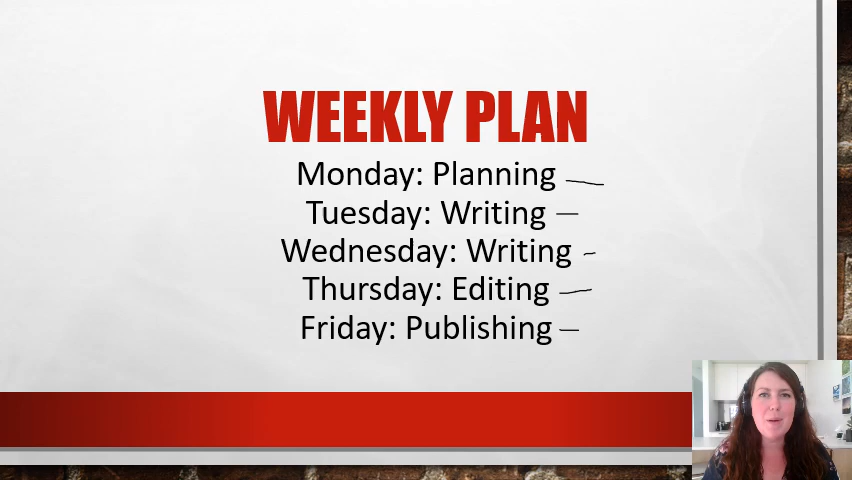 WEEKLY PLAN
Monday: Planning
Tuesday: Writing
Wednesday: Writing
Thursday: Editing
Friday: Publishing